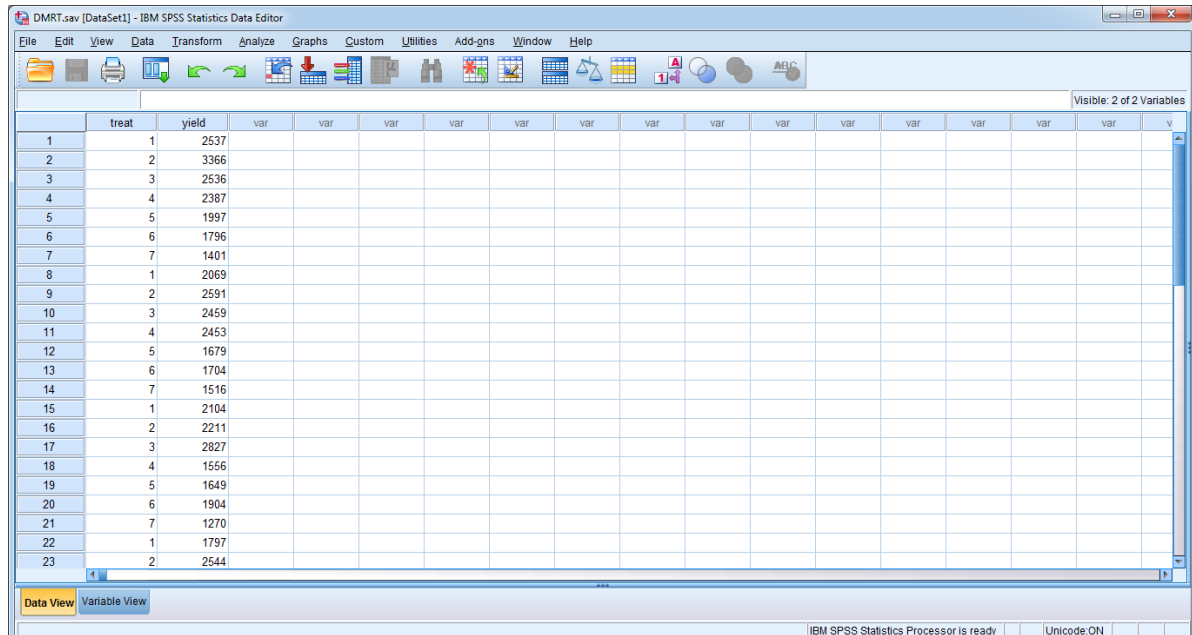 DMRT.sav [DataSet1] - IBM SPSS Statistics Data Editor
File Edit View Data Transform Analyze Graphs Custom Utilities Add-ons Window Help
A
1 4
ABC
Visible: 2 of 2 Variables
treat yield var var var var var var var var var var var var var var var v
1 1 2537
2 2 3366
3 3 2536
4 4 2387
5 5 1997
6 6 1796
7 7 1401
8 1 2069
9 2 2591
10 3 2459
11 4 2453
12 5 1679
13 6 1704
14 7 1516
15 1 2104
16 2 2211
17 3 2827
18 4 1556
19 5 1649
20 6 1904
21 7 1270
22 1 1797
23 2 2544
Data View Variable View
IBM SPSS Statistics Processor is ready Unicode:ON